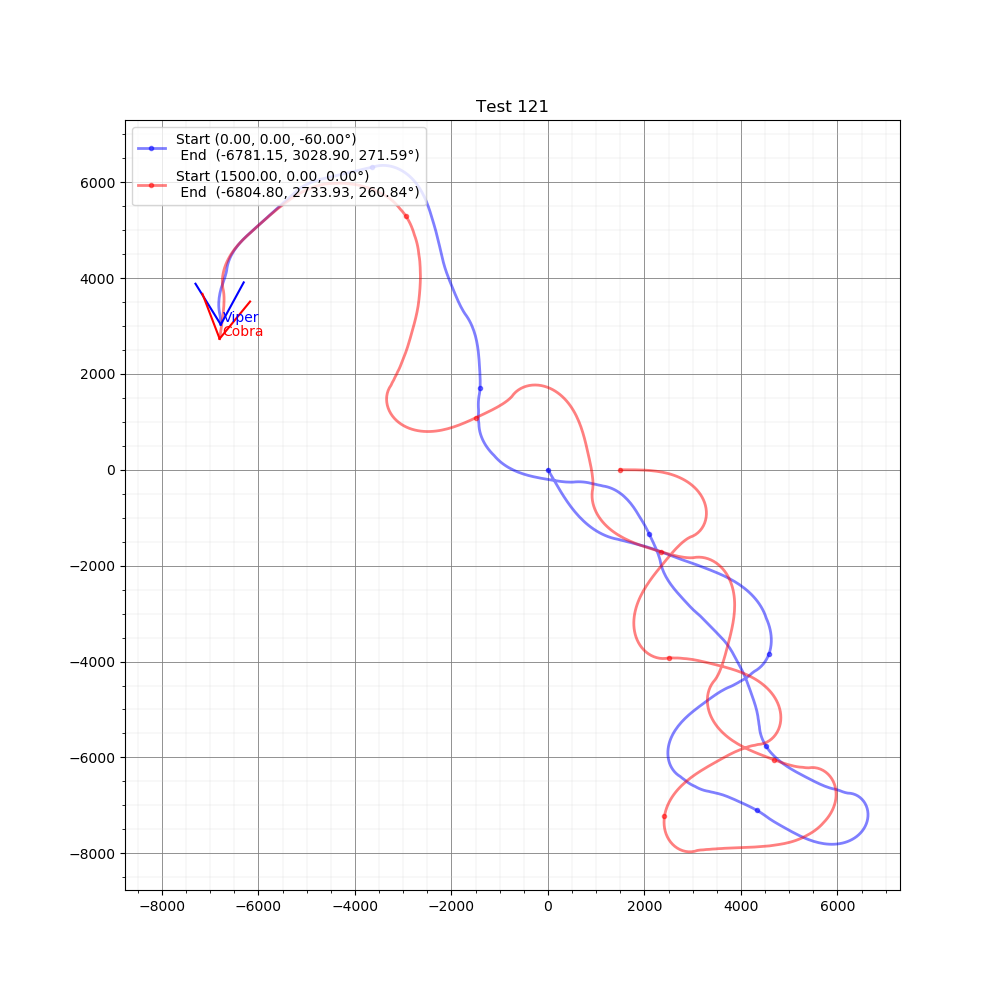 Test 121
Start (0.00, 0.00, -60.00°)
End (-6781.15, 3028.90, 271.59°)
Start (1500.00, 0.00, 0.00°)
End (-6804.80, 2733.93, 260.84°)
6000
4000
2000
0
−2000
−4000
−6000
−8000
Viper
Cobra
−8000 −6000 −4000 −2000 0 2000 4000 6000